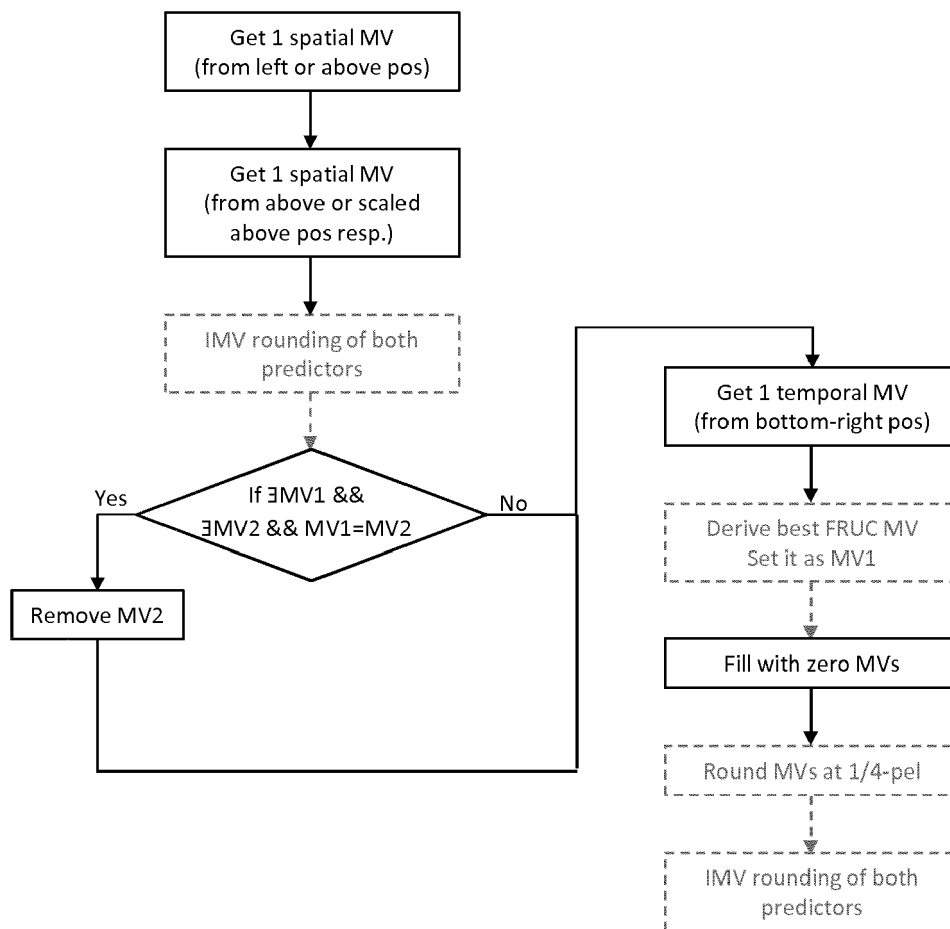 Get 1 spatial MV
(from left or above pos)
Get 1 spatial MV
(from above or scaled
above pos resp.)
IMV rounding of both
predictors
Yes
If ∃MV1 &&
∃MV2 && MV1=MV2
No
Remove MV2
Get 1 temporal MV
(from bottom-right pos)
Derive best FRUC MV
Set it as MV1
Fill with zero MVs
Round MVs at 1/4-pel
IMV rounding of both
predictors